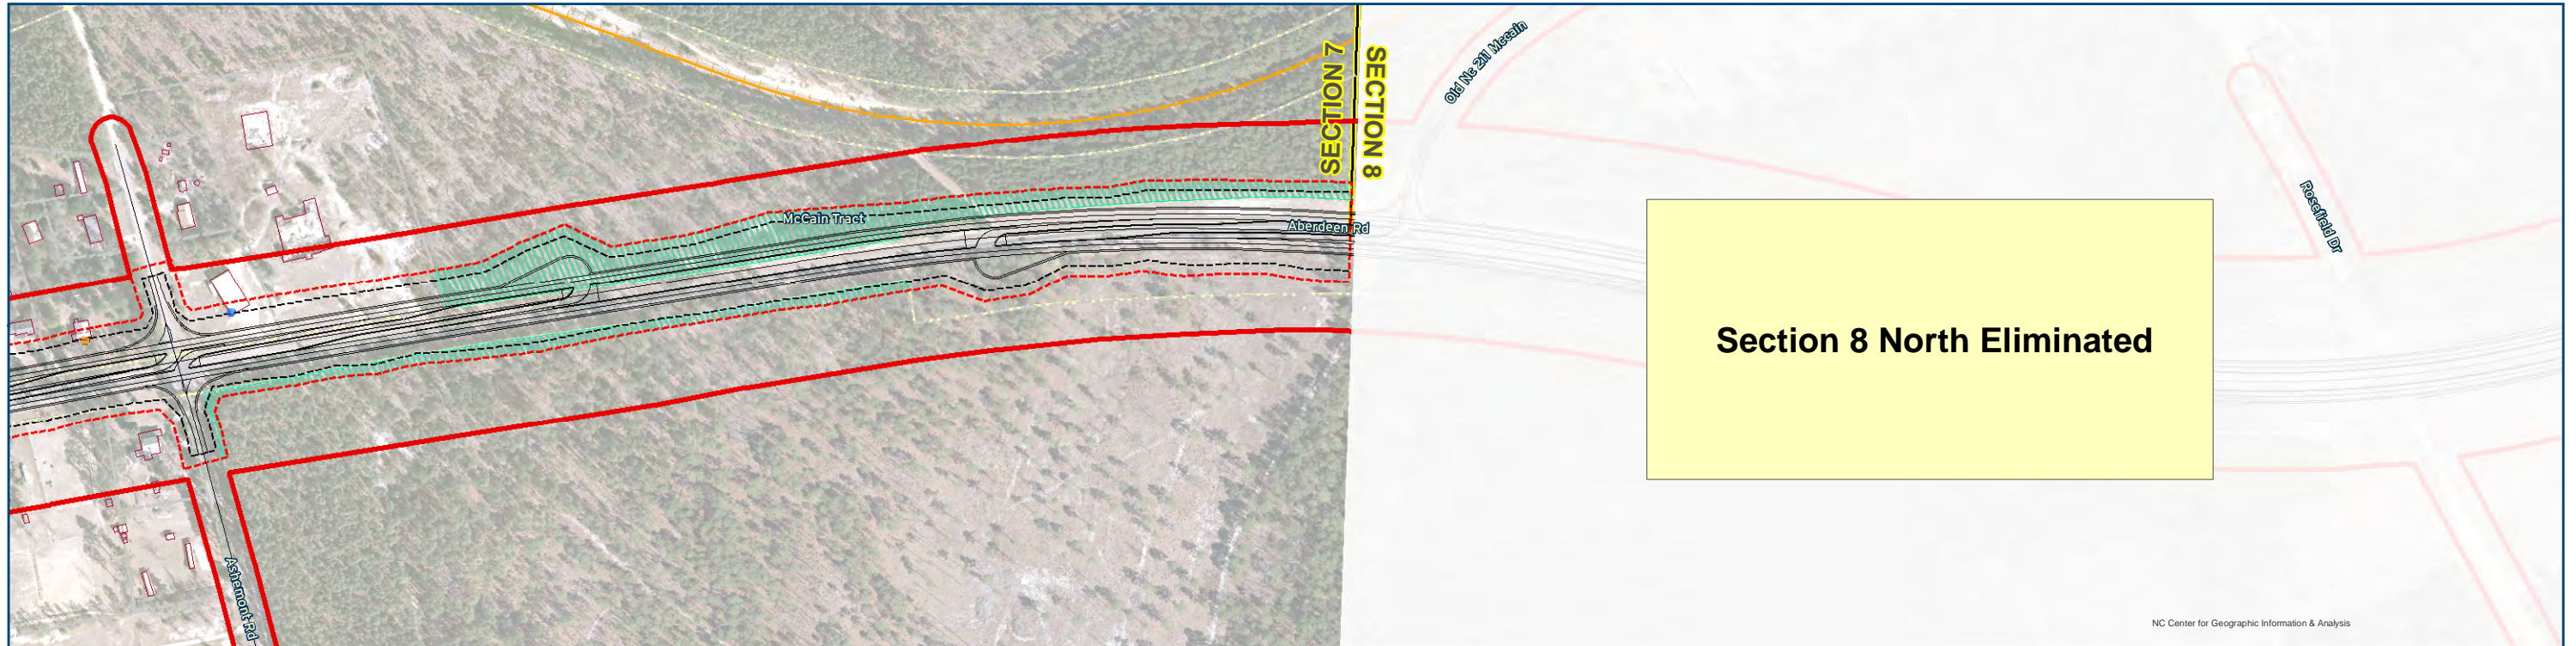 SECTION 7
SECTION 8
Old Nc 211 Mccain
Rosefield Dr
McCain Tract
Aberdeen Rd
Section 8 North Eliminated
Ashemont Rd
NC Center for Geographic Information & Analysis